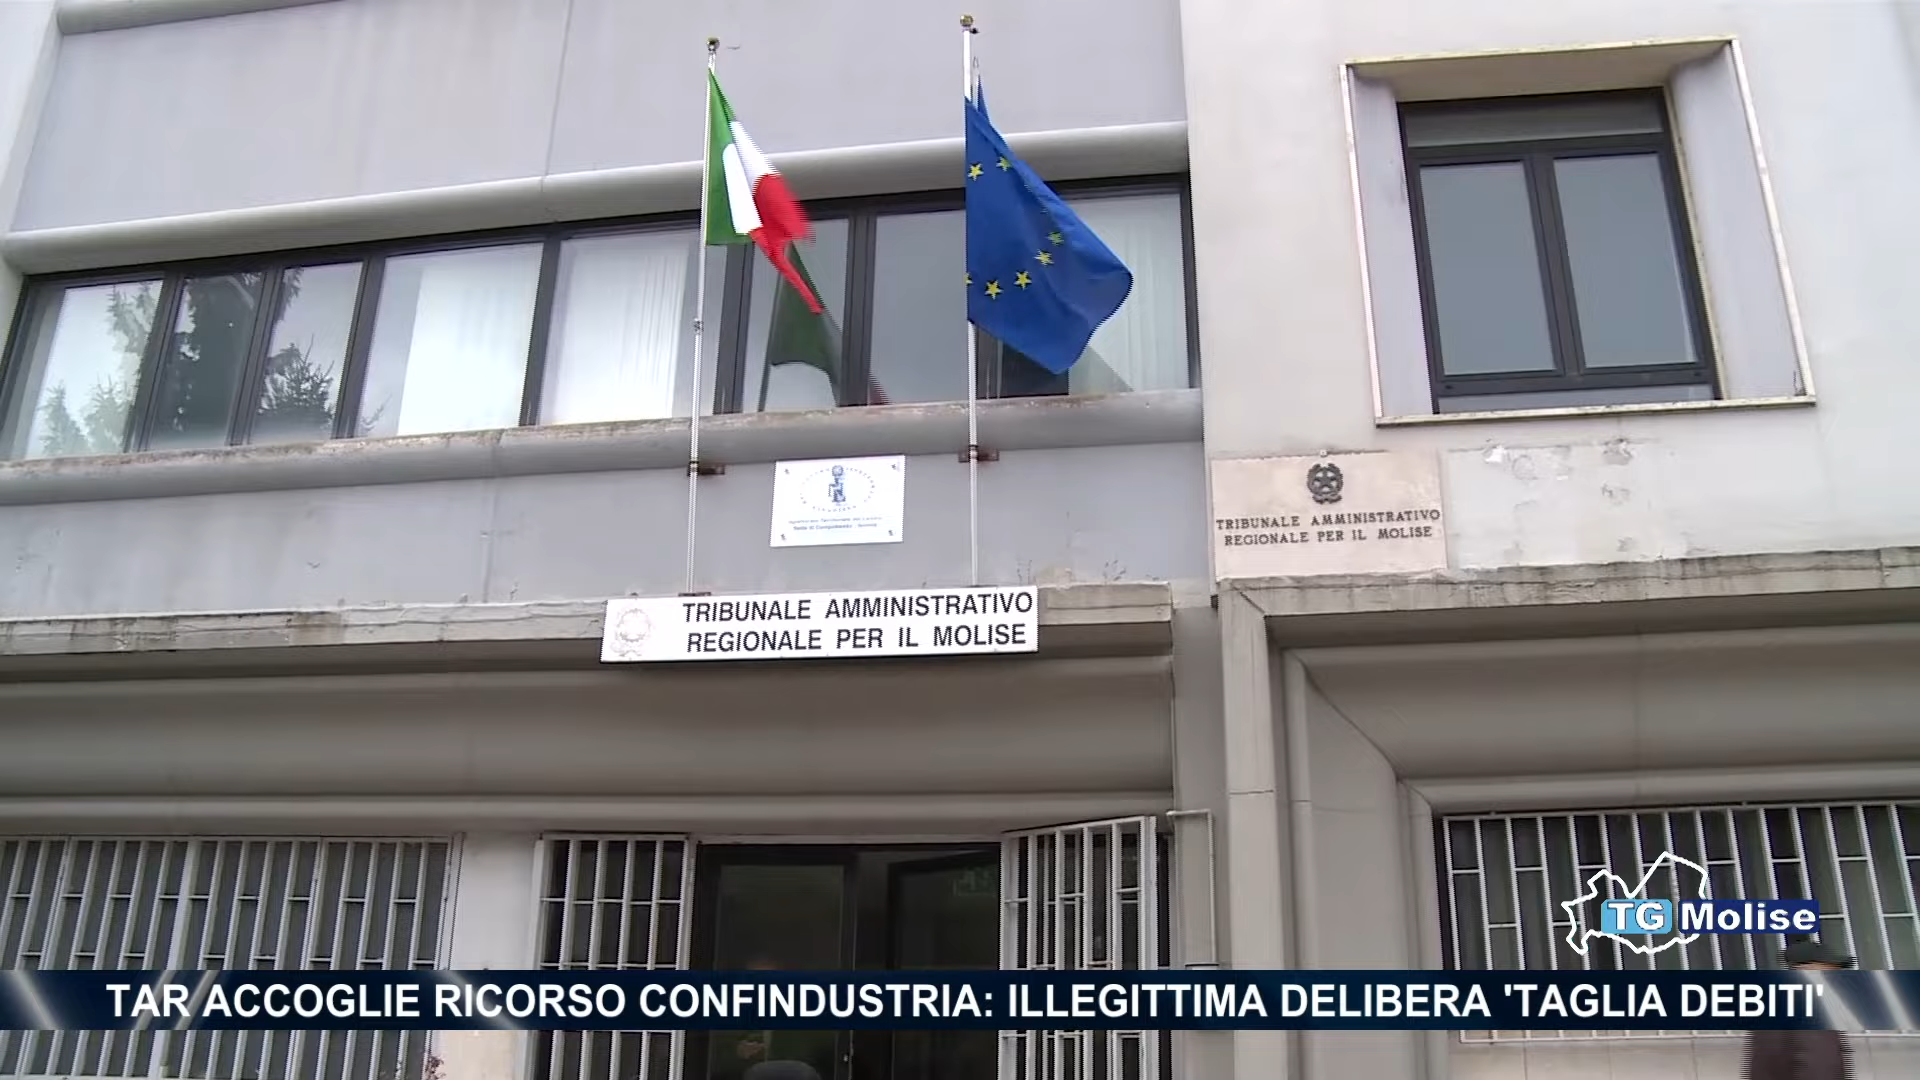 TRIBUNALE AMMINISTRATIVO
REGIONALE PER IL MOLISE
TRIBUNALE AMMINISTRATIVO
REGIONALE PER IL MOLISE
TG Molise
TAR ACCOGLIE RICORSO CONFINDUSTRIA: ILLEGITTIMA DELIBERA 'TAGLIA DEBITI'